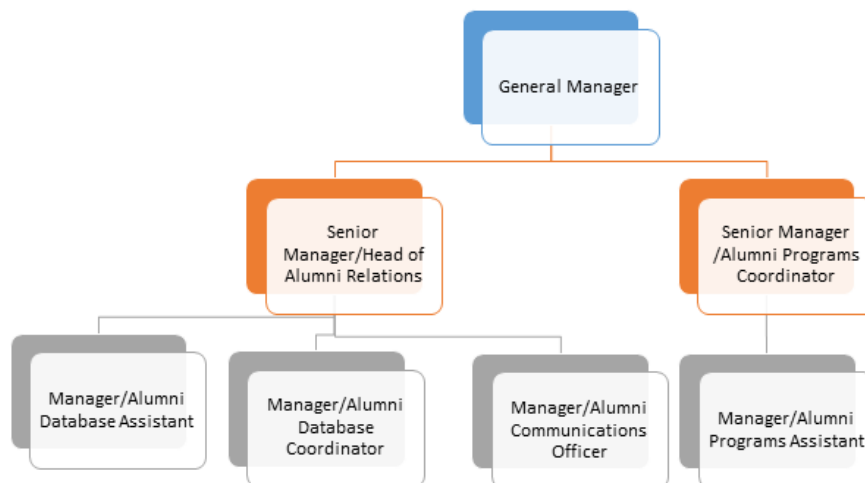 General Manager
Senior
Manager/Head of
Alumni Relations
Senior Manager
/Alumni Programs
Coordinator
Manager/Alumni
Database Assistant
Manager/Alumni
Database
Coordinator
Manager/Alumni
Communications
Officer
Manager/Alumni
Programs Assistant